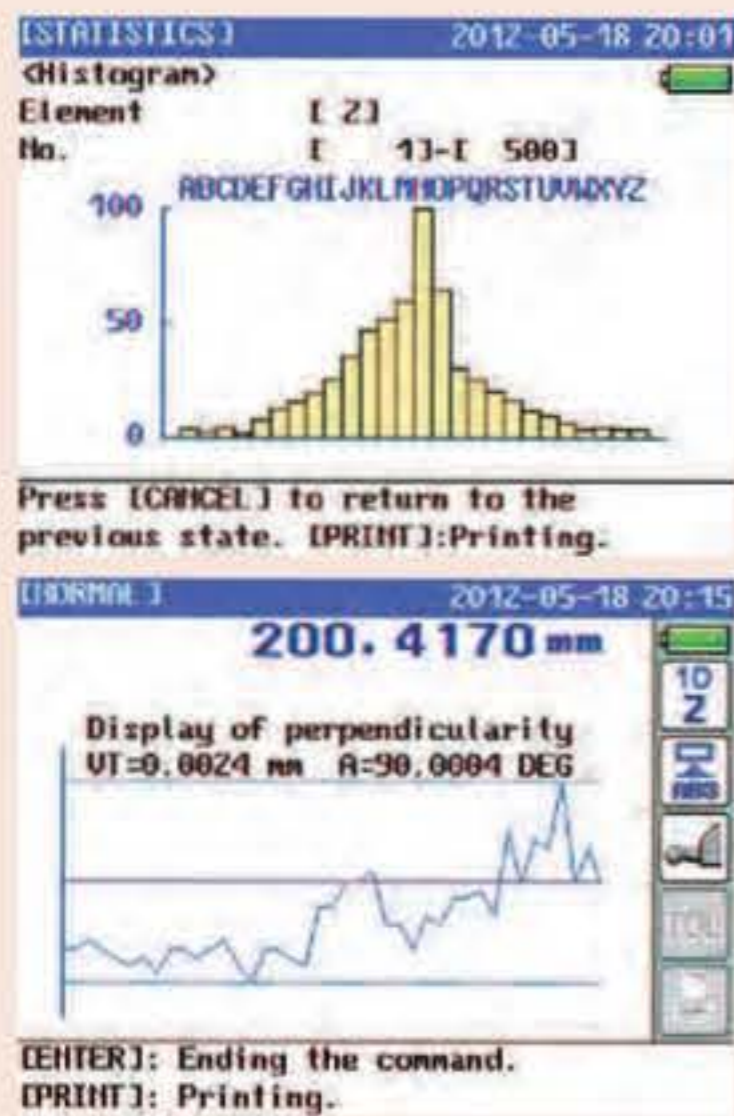 [STATISTICS] 2012-05-18 20:01
<Histogram>
Element [ 2]
No. [ 1]-[ 500]
ABCDEFGHIJKLMNOPQRSTUVWXYZ
100
50
0
Press [CANCEL] to return to the
previous state. [PRINT]:Printing.
[NORMAL] 2012-05-18 20:15
200.4170 mm
1D
Z
Display of perpendicularity
VT=0.0024 mm A=90.0004 DEG
ABS
[ENTER]: Ending the command.
[PRINT]: Printing.